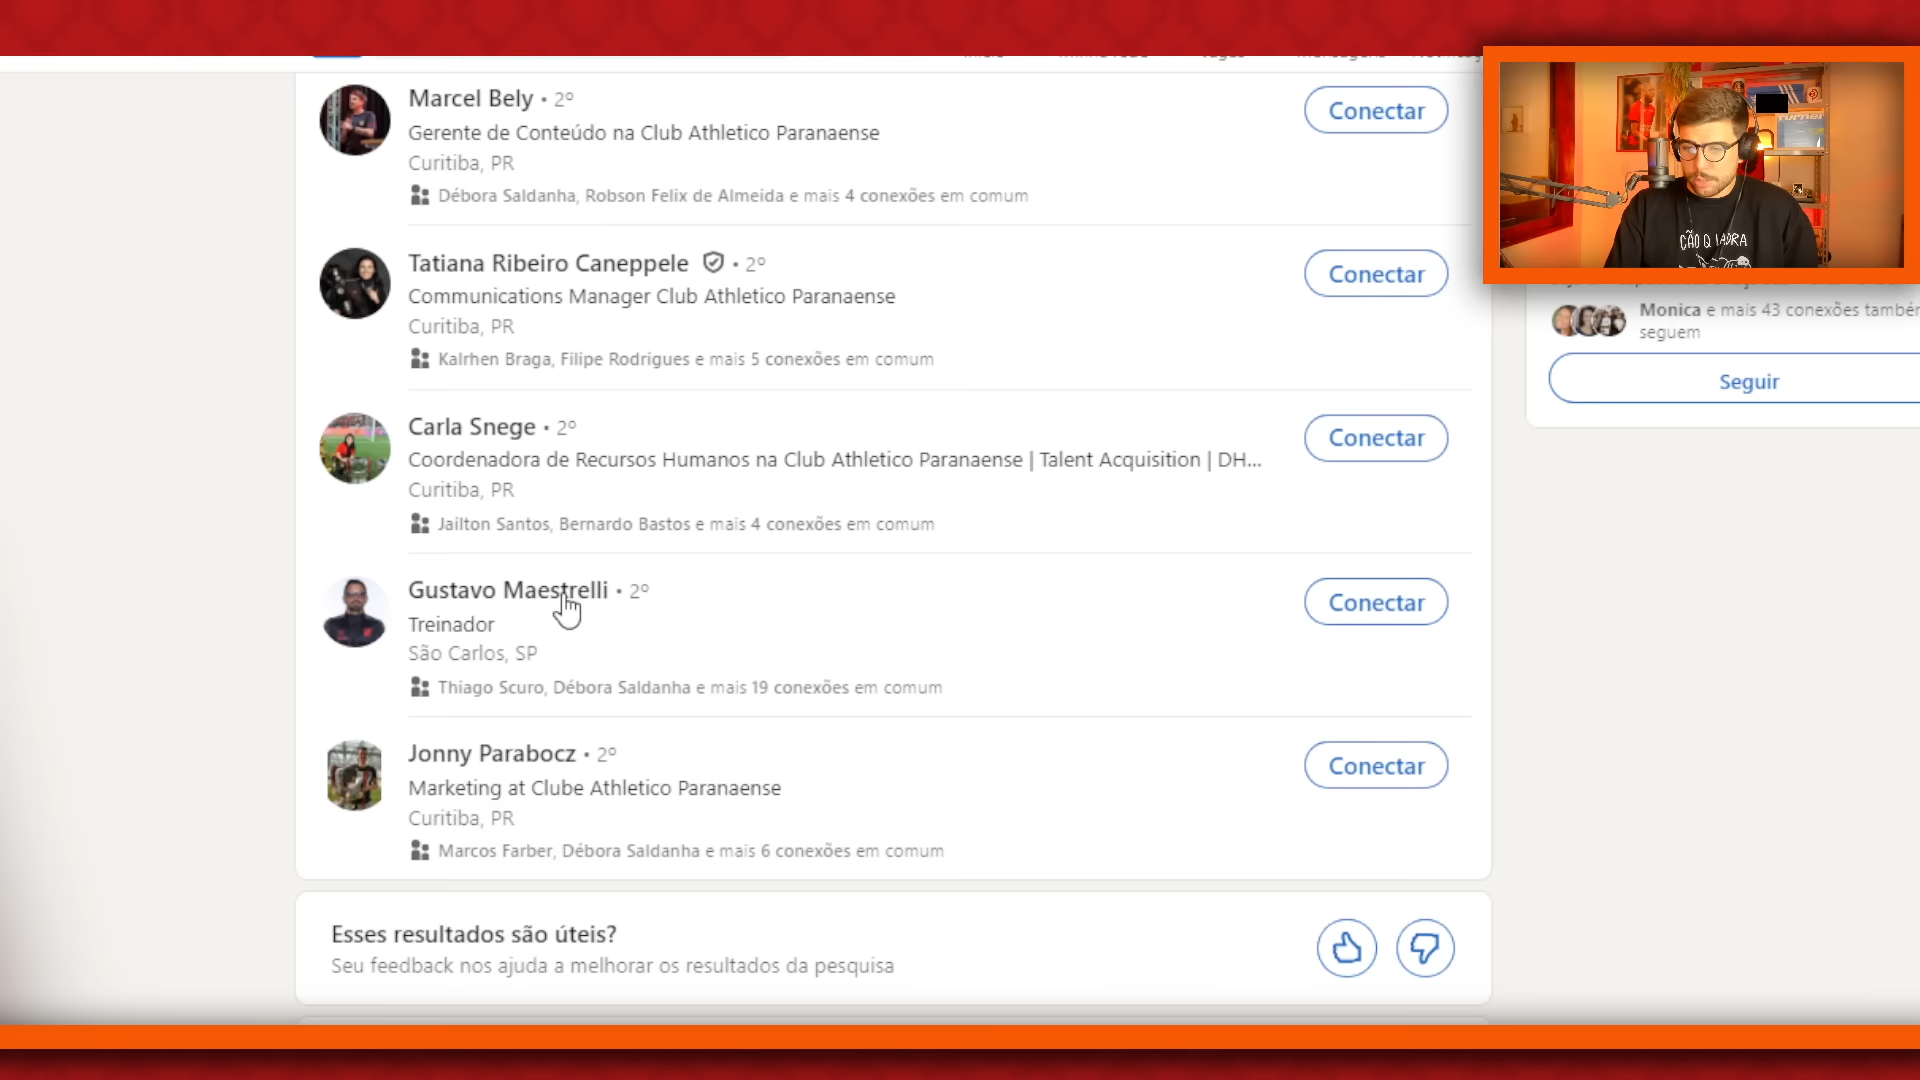 Marcel Bely • 2º
Conectar
Gerente de Conteúdo na Club Athletico Paranaense
Curitiba, PR
Débora Saldanha, Robson Felix de Almeida e mais 4 conexões em comum
Tatiana Ribeiro Caneppele • 2º
Conectar
Communications Manager Club Athletico Paranaense
Curitiba, PR
Kalrhen Braga, Filipe Rodrigues e mais 5 conexões em comum
Carla Snege • 2º
Conectar
Coordenadora de Recursos Humanos na Club Athletico Paranaense | Talent Acquisition | DH...
Curitiba, PR
Jailton Santos, Bernardo Bastos e mais 4 conexões em comum
Gustavo Maestrelli • 2º
Conectar
Treinador
São Carlos, SP
Thiago Scuro, Débora Saldanha e mais 19 conexões em comum
Jonny Parabocz • 2º
Conectar
Marketing at Clube Athletico Paranaense
Curitiba, PR
Marcos Farber, Débora Saldanha e mais 6 conexões em comum
Esses resultados são úteis?
Seu feedback nos ajuda a melhorar os resultados da pesquisa
CÃO Q LADRA
Monica e mais 43 conexões també
seguem
Seguir